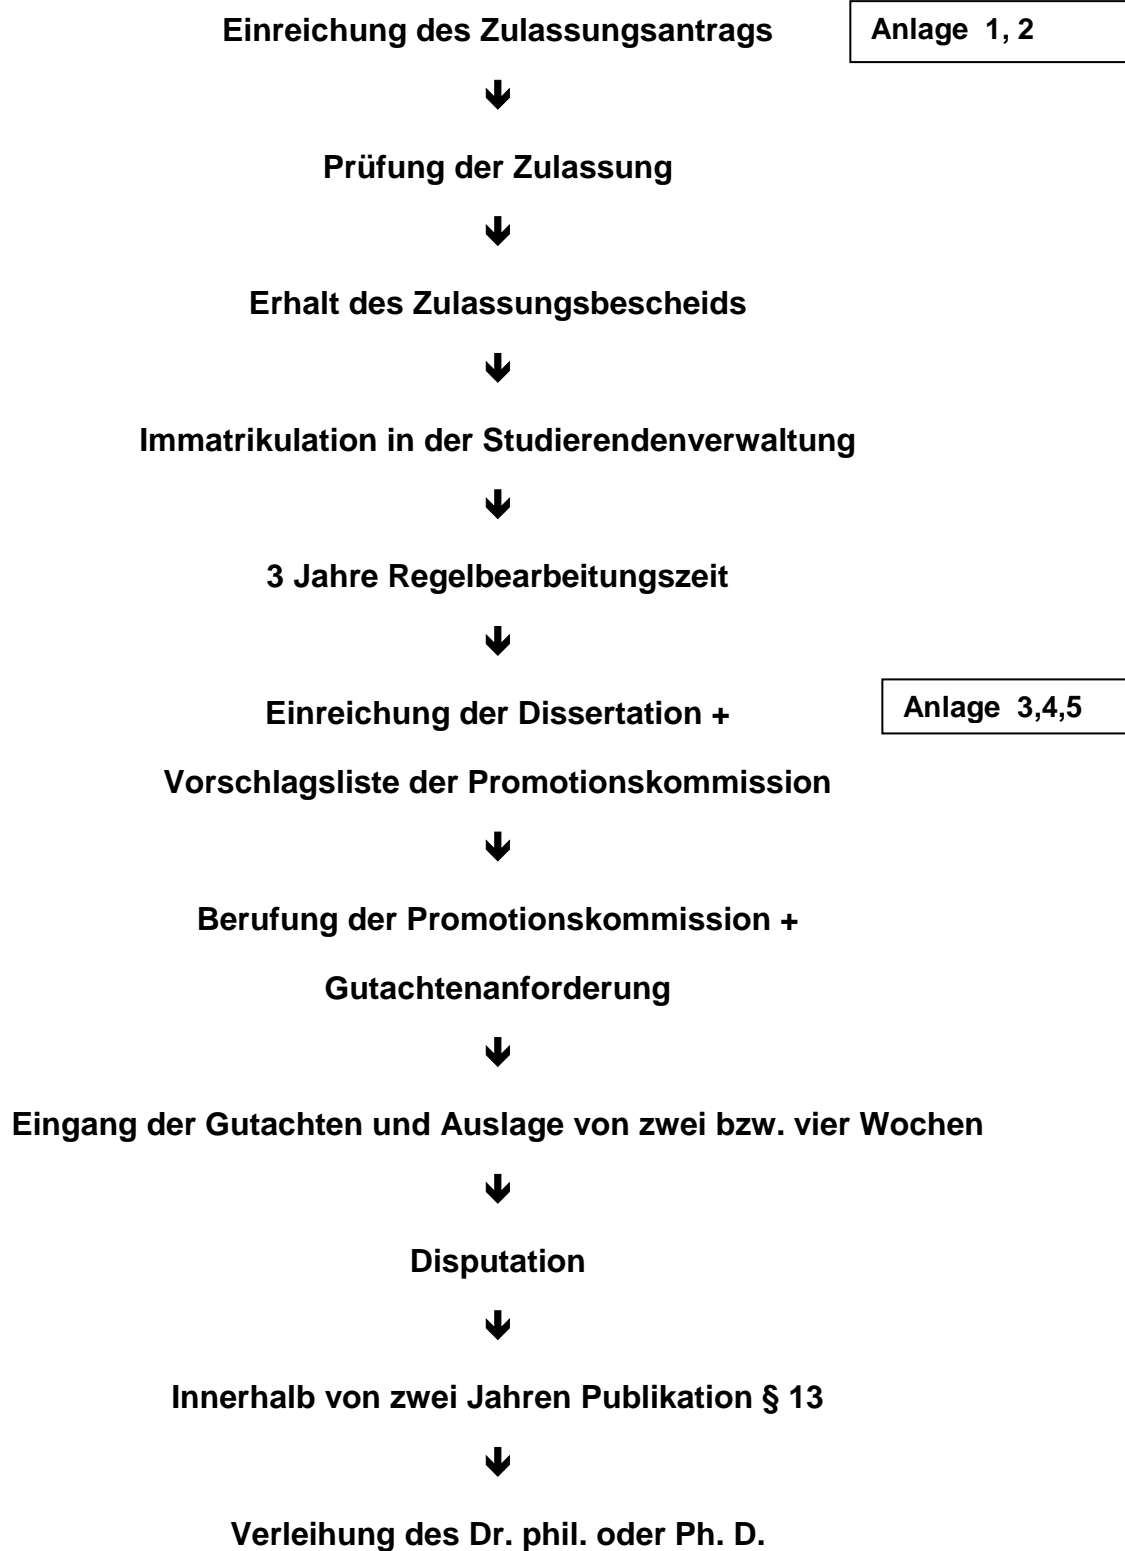 Einreichung des Zulassungsantrags
Anlage 1, 2
Prüfung der Zulassung
Erhalt des Zulassungsbescheids
Immatrikulation in der Studierendenverwaltung
3 Jahre Regelbearbeitungszeit
Einreichung der Dissertation +
Anlage 3,4,5
Vorschlagsliste der Promotionskommission
Berufung der Promotionskommission +
Gutachtenanforderung
Eingang der Gutachten und Auslage von zwei bzw. vier Wochen
Disputation
Innerhalb von zwei Jahren Publikation § 13
Verleihung des Dr. phil. oder Ph. D.